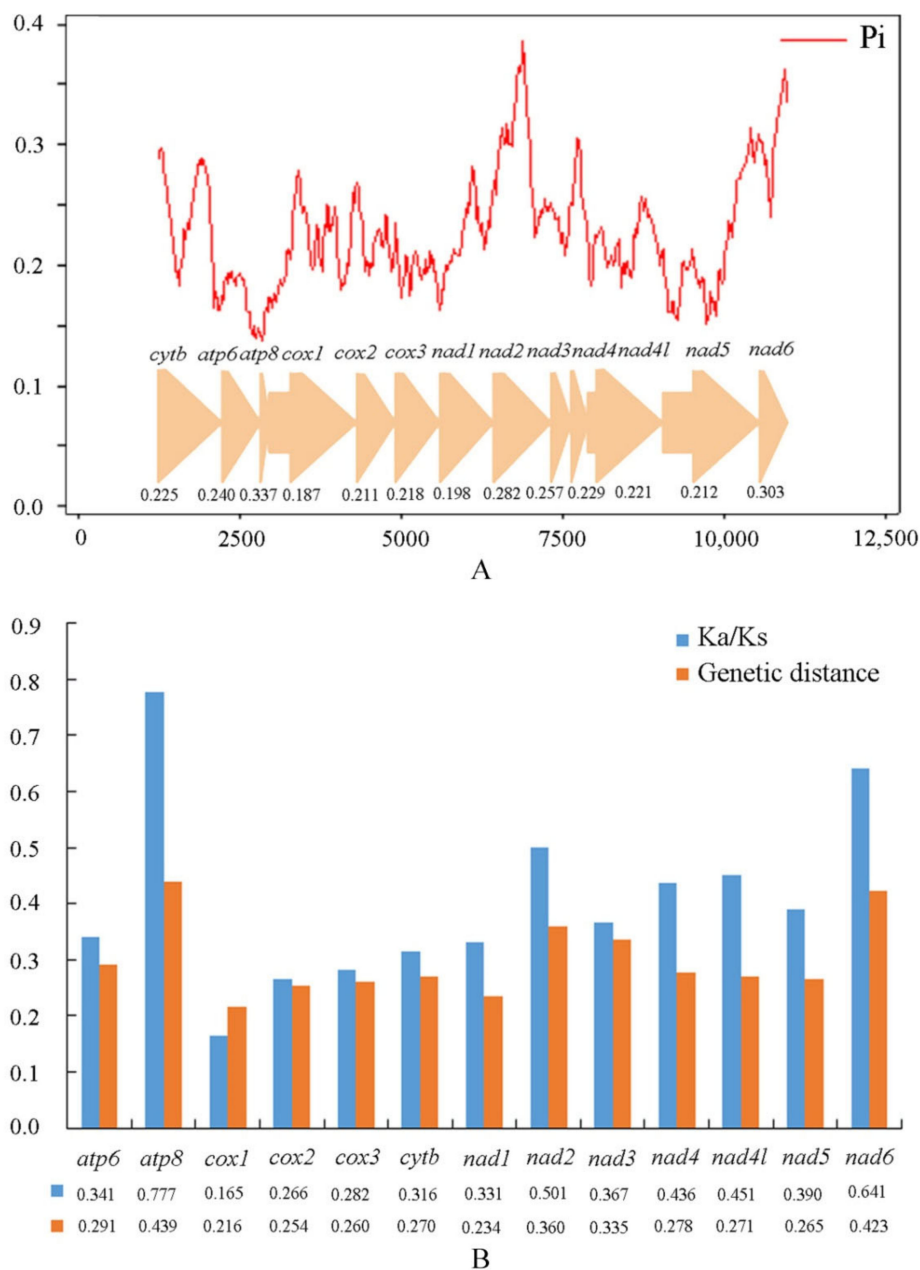 0.4
Pi
0.3
0.2
cytb atp6 atp8 cox1 cox2 cox3 nad1 nad2 nad3 nad4 nad4l nad5 nad6
0.1
0.225 0.240 0.337 0.187 0.211 0.218 0.198 0.282 0.257 0.229 0.221 0.212 0.303
0.0
0 2500 5000 7500 10,000 12,500
A
0.9
Ka/Ks
Genetic distance
0.8
0.7
0.6
0.5
0.4
0.3
0.2
0.1
0.0
atp6 atp8 cox1 cox2 cox3 cytb nad1 nad2 nad3 nad4 nad4l nad5 nad6
0.341 0.777 0.165 0.266 0.282 0.316 0.331 0.501 0.367 0.436 0.451 0.390 0.641
0.291 0.439 0.216 0.254 0.260 0.270 0.234 0.360 0.335 0.278 0.271 0.265 0.423
B